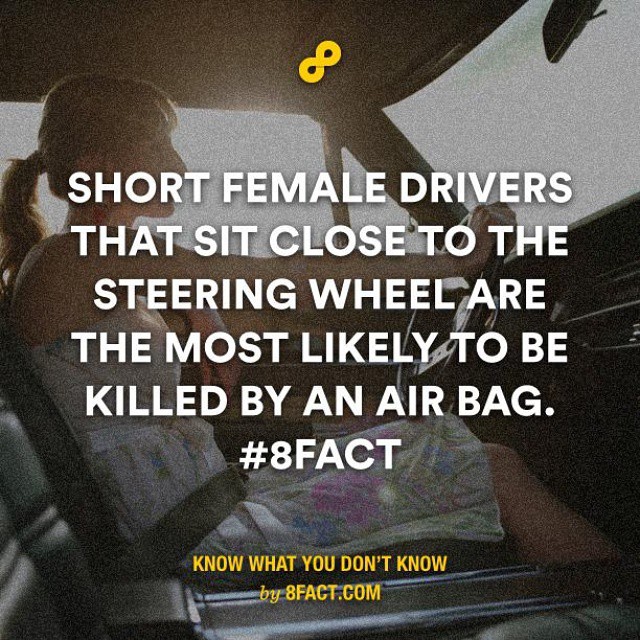 SHORT FEMALE DRIVERS
THAT SIT CLOSE TO THE
STEERING WHEEL ARE
THE MOST LIKELY TO BE
KILLED BY AN AIR BAG.
#8FACT
KNOW WHAT YOU DON'T KNOW
by 8FACT.COM